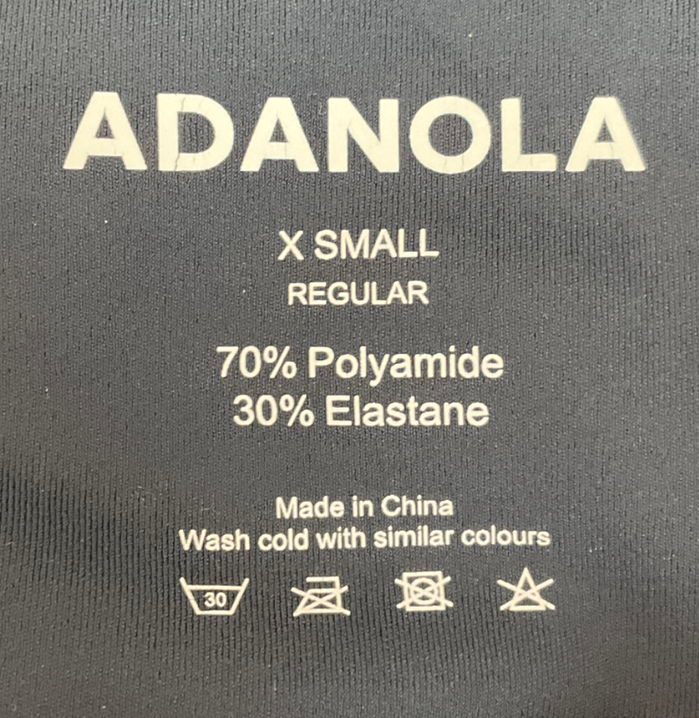 ADANOLA
X SMALL
REGULAR
70% Polyamide
30% Elastane
Made in China
Wash cold with similar colours
30